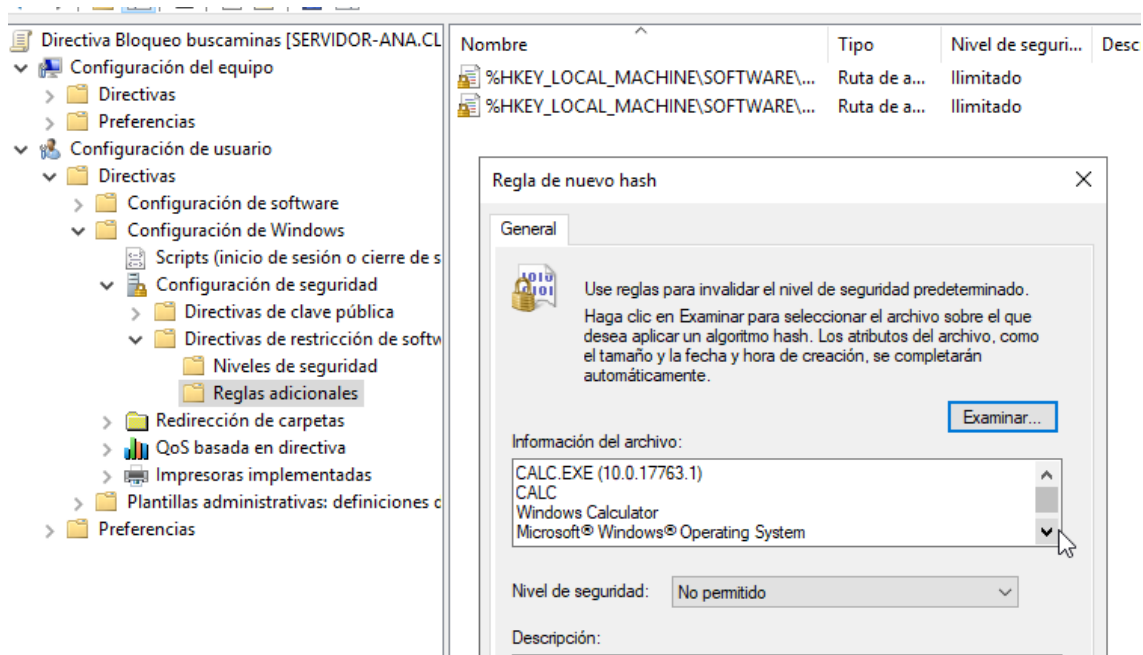 Directiva Bloqueo buscaminas [SERVIDOR-ANA.CL
Configuración del equipo
Directivas
Preferencias
Configuración de usuario
Directivas
Configuración de software
Configuración de Windows
Scripts (inicio de sesión o cierre de s
Configuración de seguridad
Directivas de clave pública
Directivas de restricción de softw
Niveles de seguridad
Reglas adicionales
Redirección de carpetas
QoS basada en directiva
Impresoras implementadas
Plantillas administrativas: definiciones d
Preferencias
Nombre Tipo Nivel de seguri... Desc
%HKEY_LOCAL_MACHINE\SOFTWARE\... Ruta de a... Ilimitado
%HKEY_LOCAL_MACHINE\SOFTWARE\... Ruta de a... Ilimitado
Regla de nuevo hash
General
Use reglas para invalidar el nivel de seguridad predeterminado.
Haga clic en Examinar para seleccionar el archivo sobre el que
desea aplicar un algoritmo hash. Los atributos del archivo, como
el tamaño y la fecha y hora de creación, se completarán
automáticamente.
Examinar...
Información del archivo:
CALC.EXE (10.0.17763.1)
CALC
Windows Calculator
Microsoft® Windows® Operating System
Nivel de seguridad: No permitido
Descripción: